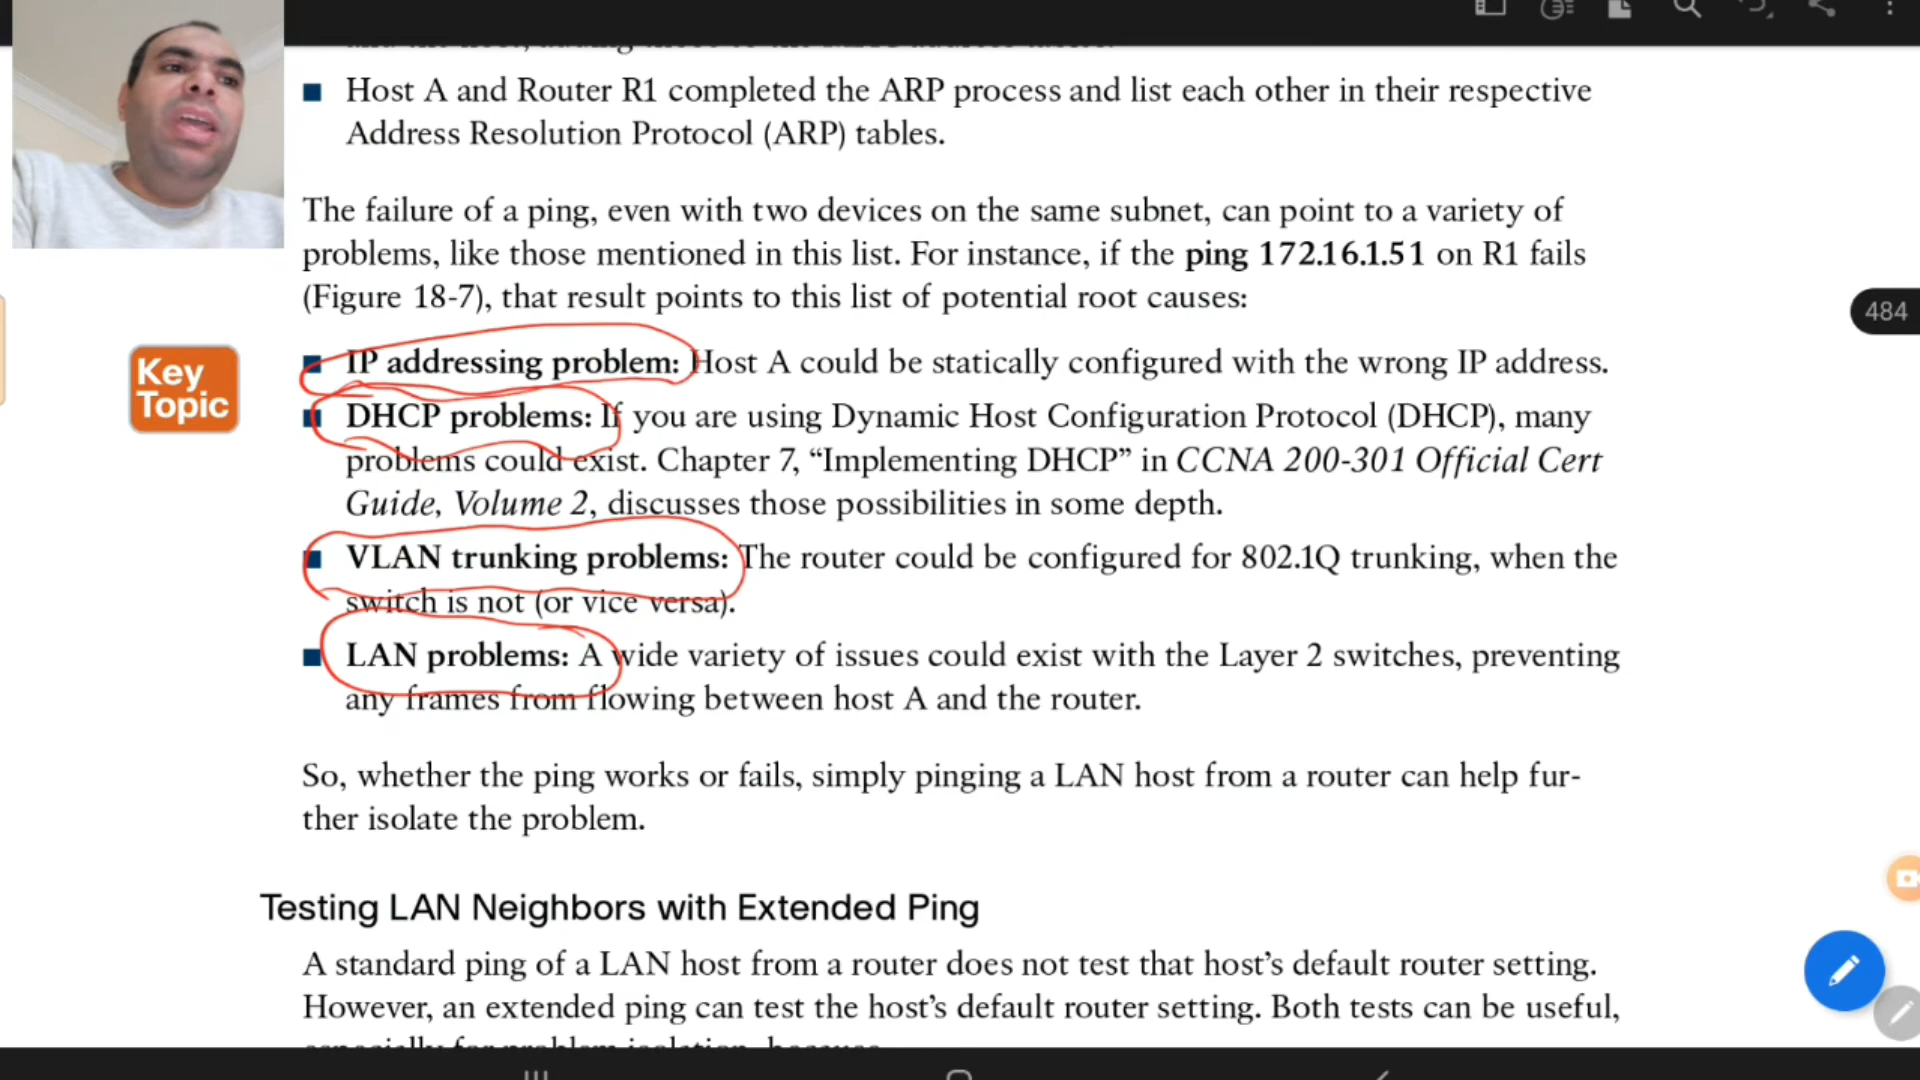 Host A and Router R1 completed the ARP process and list each other in their respective
Address Resolution Protocol (ARP) tables.
The failure of a ping, even with two devices on the same subnet, can point to a variety of
problems, like those mentioned in this list. For instance, if the ping 172.16.1.51 on R1 fails
(Figure 18-7), that result points to this list of potential root causes:
484
Key
Topic
IP addressing problem: Host A could be statically configured with the wrong IP address.
DHCP problems: If you are using Dynamic Host Configuration Protocol (DHCP), many
problems could exist. Chapter 7, “Implementing DHCP” in CCNA 200-301 Official Cert
Guide, Volume 2, discusses those possibilities in some depth.
VLAN trunking problems: The router could be configured for 802.1Q trunking, when the
switch is not (or vice versa).
LAN problems: A wide variety of issues could exist with the Layer 2 switches, preventing
any frames from flowing between host A and the router.
So, whether the ping works or fails, simply pinging a LAN host from a router can help fur-
ther isolate the problem.
Testing LAN Neighbors with Extended Ping
A standard ping of a LAN host from a router does not test that host’s default router setting.
However, an extended ping can test the host’s default router setting. Both tests can be useful,
especially for problem isolation, because